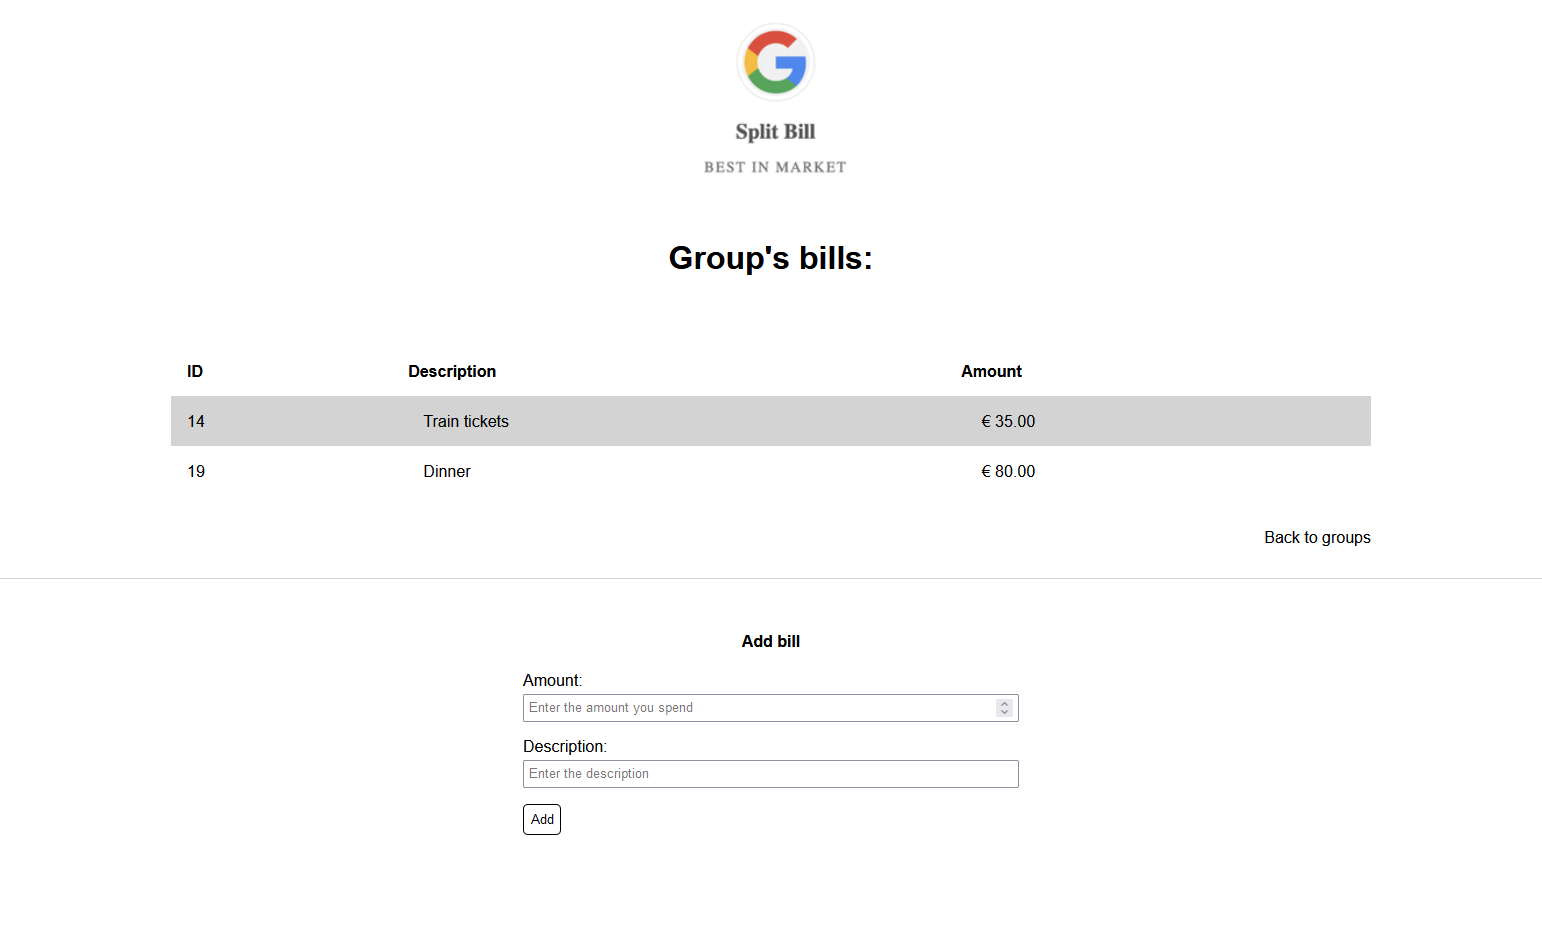 Split Bill
BEST IN MARKET
Group's bills:
ID Description Amount
14 Train tickets € 35.00
19 Dinner € 80.00
Back to groups
Add bill
Amount:
Enter the amount you spend
Description:
Enter the description
Add